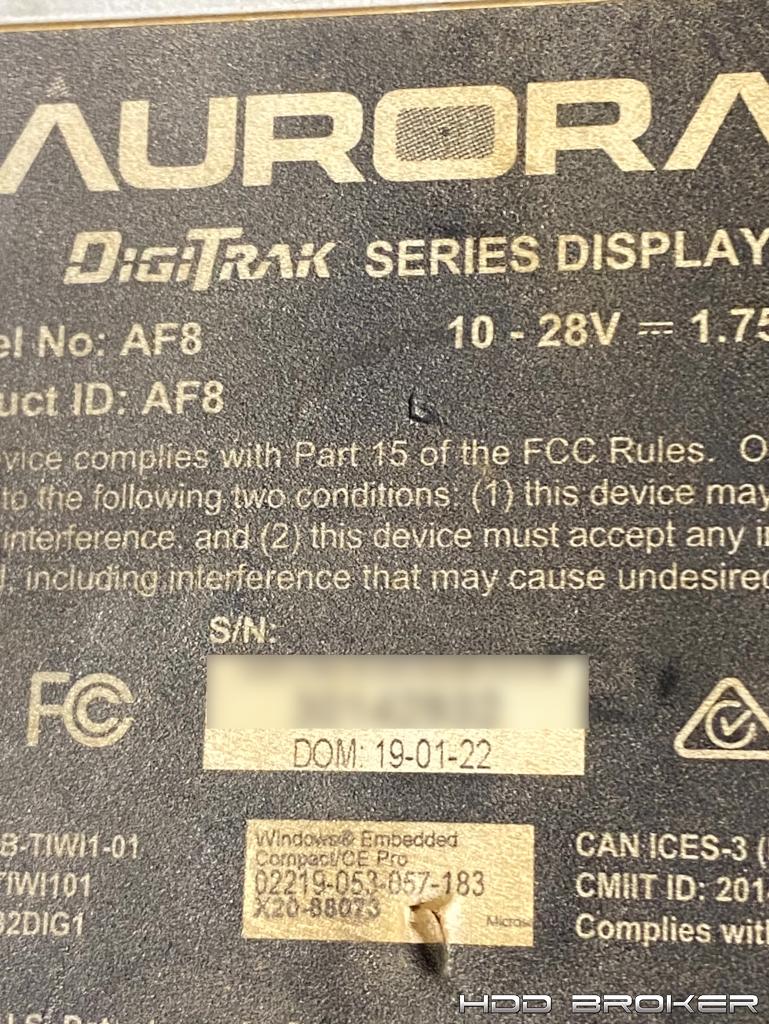 AURORA
DIGITRAK SERIES DISPLAY
el No: AF8 10 - 28V 1.75
uct ID: AF8
vice complies with Part 15 of the FCC Rules. O
to the following two conditions: (1) this device may
interference, and (2) this device must accept any i
, including interference that may cause undesired
S/N:
FC
DOM: 19-01-22
B-TIWI1-01
TIWI101
32DIG1
Windows® Embedded
Compact/CE Pro
02219-053-057-183
X20-88073
Micros
CAN ICES-3 (
CMIIT ID: 201
Complies with
HDD BROKER